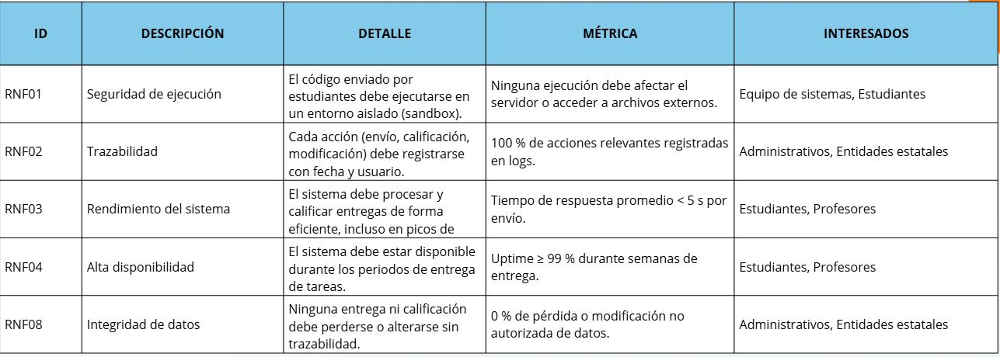 ID DESCRIPCIÓN DETALLE MÉTRICA INTERESADOS
RNF01
Seguridad de ejecución
El código enviado por
estudiantes debe ejecutarse en
un entorno aislado (sandbox).
Ninguna ejecución debe afectar el
servidor o acceder a archivos externos.
Equipo de sistemas, Estudiantes
RNF02
Trazabilidad
Cada acción (envío, calificación,
modificación) debe registrarse
con fecha y usuario.
100 % de acciones relevantes registradas
en logs.
Administrativos, Entidades estatales
RNF03
Rendimiento del sistema
El sistema debe procesar y
calificar entregas de forma
eficiente, incluso en picos de
Tiempo de respuesta promedio < 5 s por
envío.
Estudiantes, Profesores
RNF04
Alta disponibilidad
El sistema debe estar disponible
durante los periodos de entrega
de tareas.
Uptime ≥ 99 % durante semanas de
entrega.
Estudiantes, Profesores
RNF08
Integridad de datos
Ninguna entrega ni calificación
debe perderse o alterarse sin
trazabilidad.
0 % de pérdida o modificación no
autorizada de datos.
Administrativos, Entidades estatales